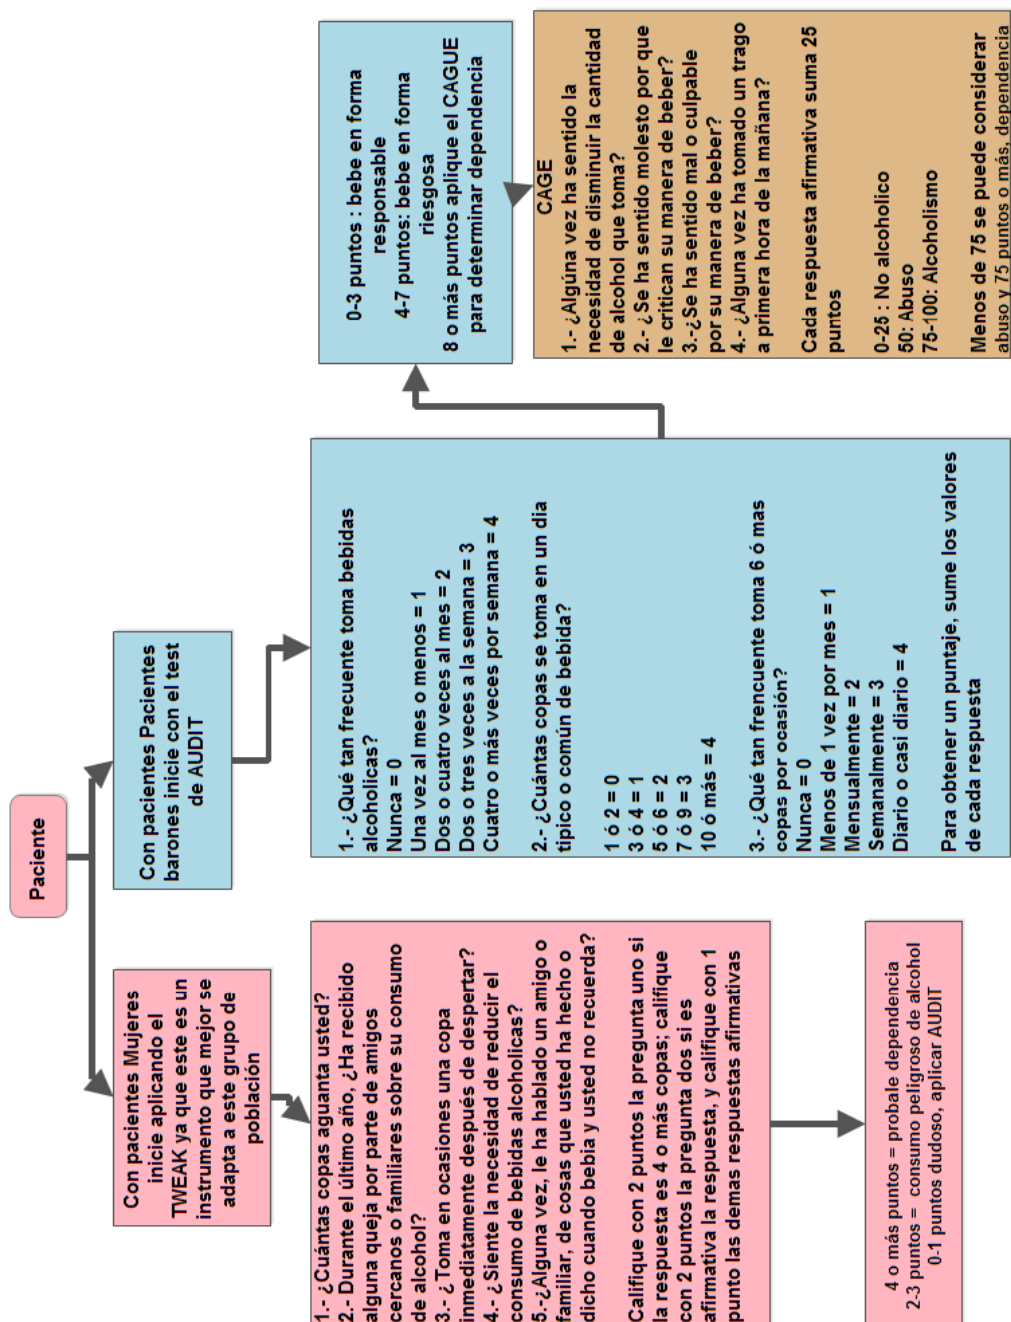 Paciente
Con pacientes Mujeres
inicie aplicando el
TWEAK ya que este es un
instrumento que mejor se
adapta a este grupo de
población
1.- ¿Cuántas copas aguanta usted?
2.- Durante el último año, ¿Ha recibido
alguna queja por parte de amigos
cercanos o familiares sobre su consumo
de alcohol?
3.- ¿Toma en ocasiones una copa
inmediatamente después de despertar?
4.- ¿Siente la necesidad de reducir el
consumo de bebidas alcoholicas?
5.-¿Alguna vez, le ha hablado un amigo o
familiar, de cosas que usted ha hecho o
dicho cuando bebia y usted no recuerda?
Califique con 2 puntos la pregunta uno si
la respuesta es 4 o más copas; califique
con 2 puntos la pregunta dos si es
afirmativa la respuesta, y califique con 1
punto las demas respuestas afirmativas
4 o más puntos = probale dependencia
2-3 puntos = consumo peligroso de alcohol
0-1 puntos dudoso, aplicar AUDIT
Con pacientes Pacientes
barones inicie con el test
de AUDIT
1.- ¿Qué tan frecuente toma bebidas
alcoholicas?
Nunca = 0
Una vez al mes o menos = 1
Dos o cuatro veces al mes = 2
Dos o tres veces a la semana = 3
Cuatro o más veces por semana = 4
2.- ¿Cuántas copas se toma en un dia
tipico o común de bebida?
1 ó 2 = 0
3 ó 4 = 1
5 ó 6 = 2
7 ó 9 = 3
10 ó más = 4
3.- ¿Qué tan frencuente toma 6 ó mas
copas por ocasión?
Nunca = 0
Menos de 1 vez por mes = 1
Mensualmente = 2
Semanalmente = 3
Diario o casi diario = 4
Para obtener un puntaje, sume los valores
de cada respuesta
0-3 puntos : bebe en forma
responsable
4-7 puntos: bebe en forma
riesgosa
8 o más puntos aplique el CAGUE
para determinar dependencia
CAGE
1.- ¿Algúna vez ha sentido la
necesidad de disminuir la cantidad
de alcohol que toma?
2.- ¿Se ha sentido molesto por que
le critican su manera de beber?
3.-¿Se ha sentido mal o culpable
por su manera de beber?
4.- ¿Alguna vez ha tomado un trago
a primera hora de la mañana?
Cada respuesta afirmativa suma 25
puntos
0-25 : No alcoholico
50: Abuso
75-100: Alcoholismo
Menos de 75 se puede considerar
abuso y 75 puntos o más, dependencia